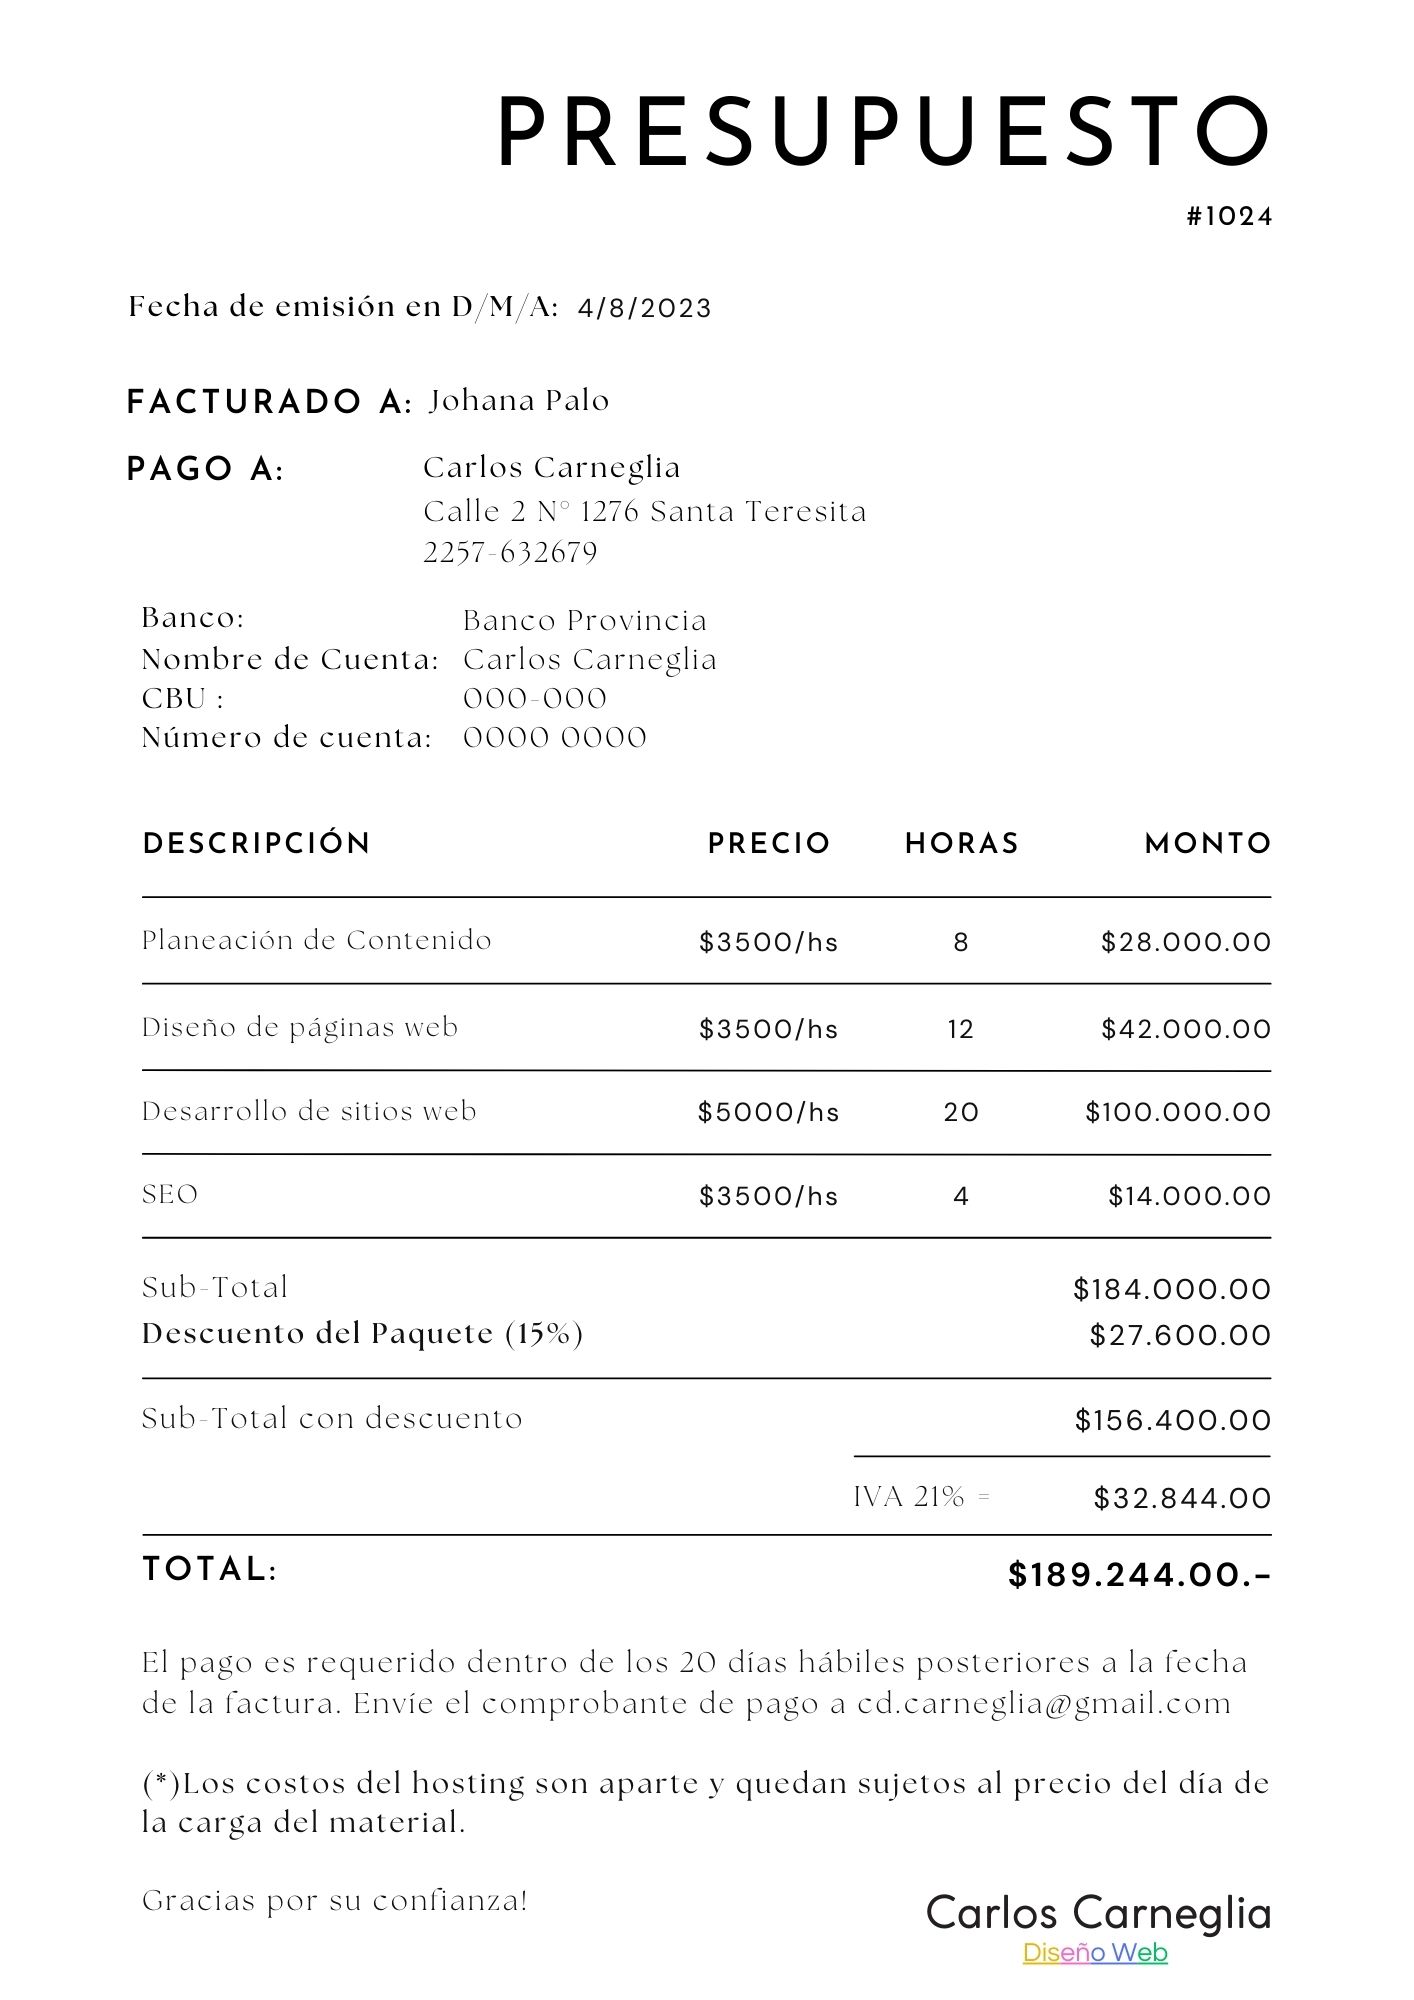 PRESUPUESTO
#1024
Fecha de emisión en D/M/A: 4/8/2023
FACTURADO A: Johana Palo
PAGO A: Carlos Carneglia
Calle 2 N° 1276 Santa Teresita
2257-632679
Banco: Banco Provincia
Nombre de Cuenta: Carlos Carneglia
CBU : 000-000
Número de cuenta: 0000 0000
DESCRIPCIÓN PRECIO HORAS MONTO
Planeación de Contenido $3500/hs 8 $28.000.00
Diseño de páginas web $3500/hs 12 $42.000.00
Desarrollo de sitios web $5000/hs 20 $100.000.00
SEO $3500/hs 4 $14.000.00
Sub-Total $184.000.00
Descuento del Paquete (15%) $27.600.00
Sub-Total con descuento $156.400.00
IVA 21% = $32.844.00
TOTAL: $189.244.00.-
El pago es requerido dentro de los 20 días hábiles posteriores a la fecha
de la factura. Envíe el comprobante de pago a cd.carneglia@gmail.com
(*)Los costos del hosting son aparte y quedan sujetos al precio del día de
la carga del material.
Gracias por su confianza!
Carlos Carneglia
Diseño Web